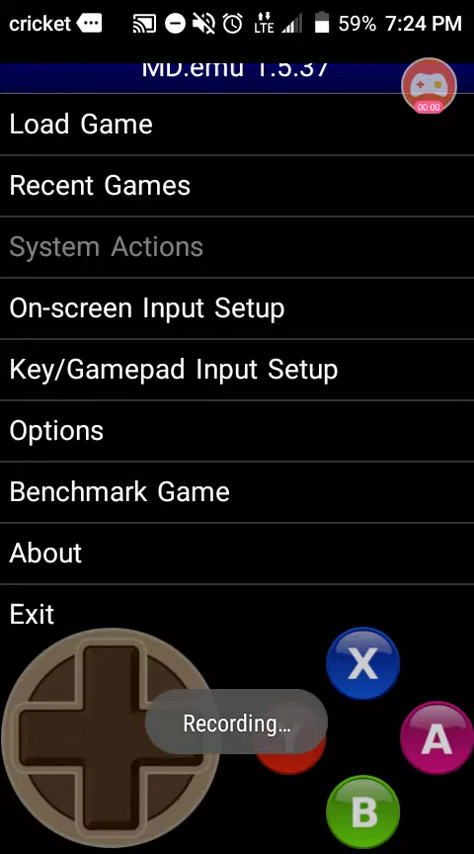 cricket LTE 59% 7:24 PM
MD.emu 1.5.37
00:00
Load Game
Recent Games
System Actions
On-screen Input Setup
Key/Gamepad Input Setup
Options
Benchmark Game
About
Exit
X
Recording...
Y
A
B